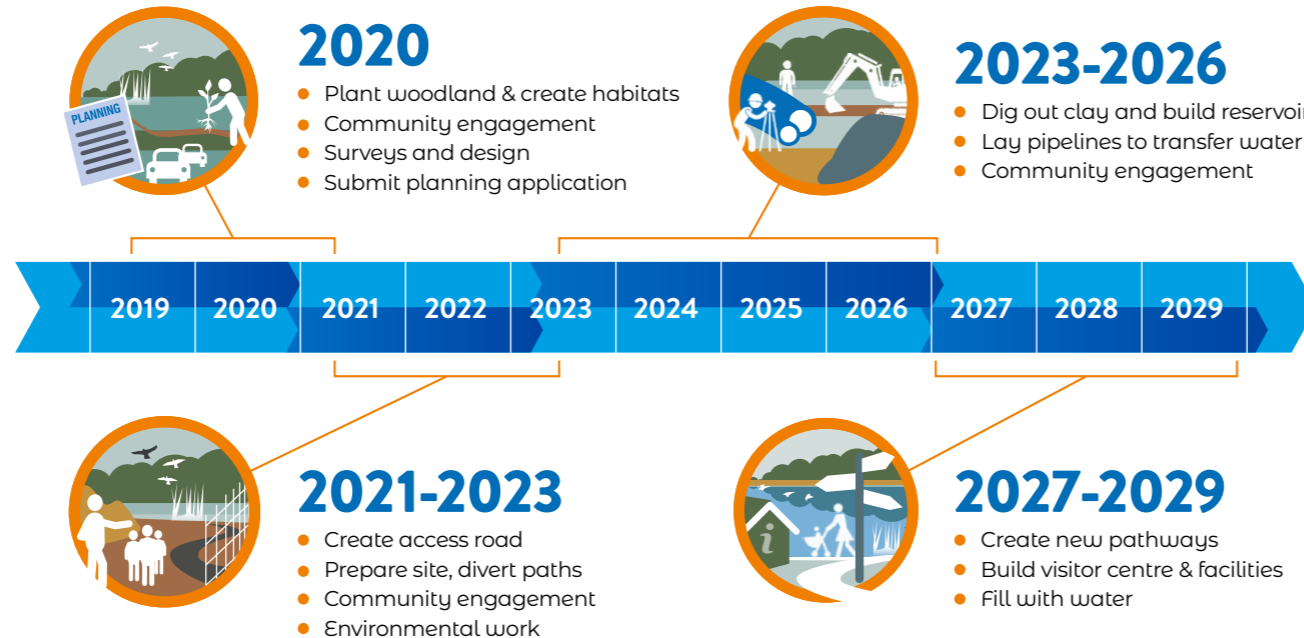 PLANNING
2020
• Plant woodland & create habitats
• Community engagement
• Surveys and design
• Submit planning application
2023-2026
• Dig out clay and build reservoir
• Lay pipelines to transfer water
• Community engagement
2019 2020 2021 2022 2023 2024 2025 2026 2027 2028 2029
2021-2023
• Create access road
• Prepare site, divert paths
• Community engagement
• Environmental work
i
2027-2029
• Create new pathways
• Build visitor centre & facilities
• Fill with water